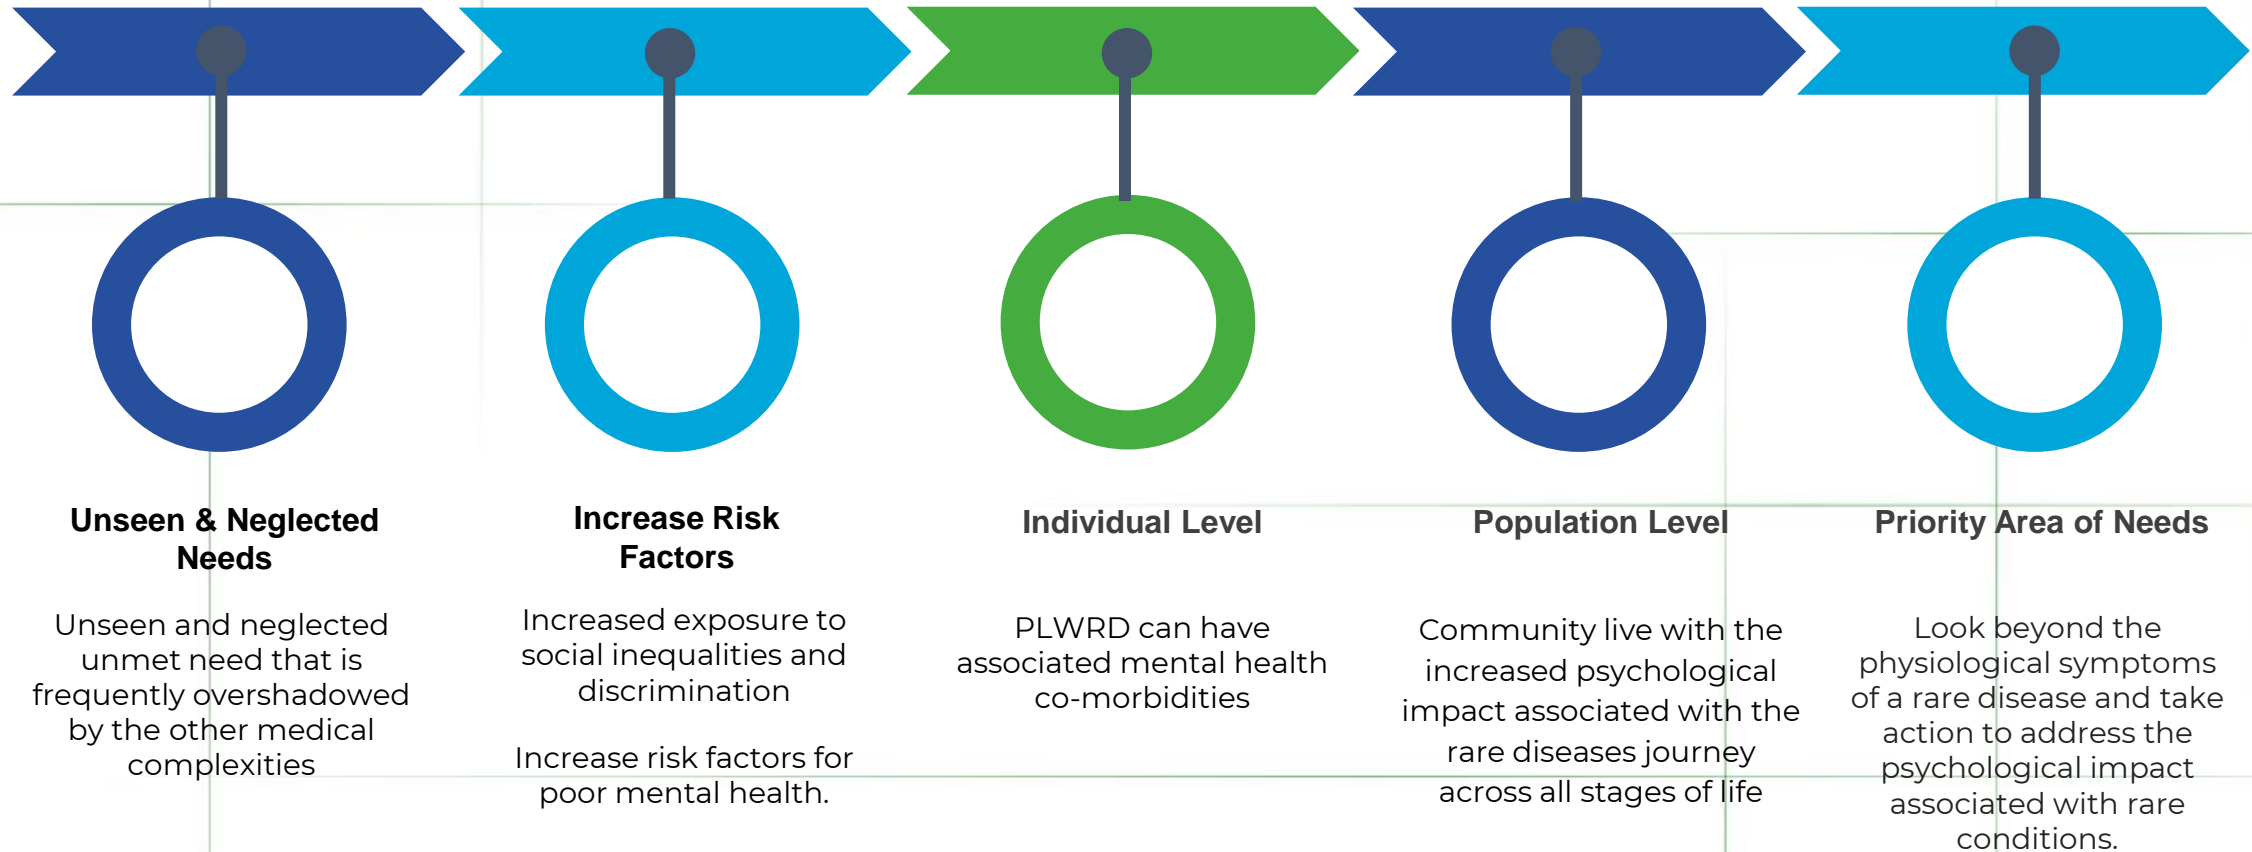 Unseen & Neglected
Needs
Unseen and neglected
unmet need that is
frequently overshadowed
by the other medical
complexities
Increase Risk
Factors
Increased exposure to
social inequalities and
discrimination
Increase risk factors for
poor mental health.
Individual Level
PLWRD can have
associated mental health
co-morbidities
Population Level
Community live with the
increased psychological
impact associated with the
rare diseases journey
across all stages of life
Priority Area of Needs
Look beyond the
physiological symptoms
of a rare disease and take
action to address the
psychological impact
associated with rare
conditions.